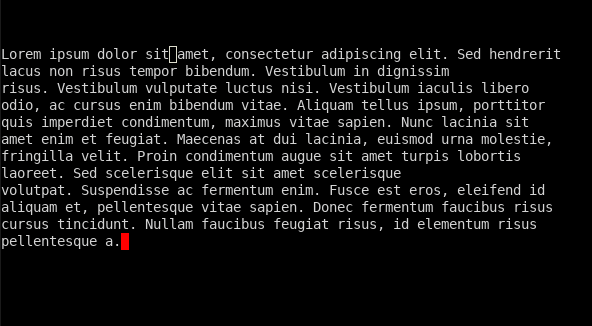 Lorem ipsum dolor sit amet, consectetur adipiscing elit. Sed hendrerit
lacus non risus tempor bibendum. Vestibulum in dignissim
risus. Vestibulum vulputate luctus nisi. Vestibulum iaculis libero
odio, ac cursus enim bibendum vitae. Aliquam tellus ipsum, porttitor
quis imperdiet condimentum, maximus vitae sapien. Nunc lacinia sit
amet enim et feugiat. Maecenas at dui lacinia, euismod urna molestie,
fringilla velit. Proin condimentum augue sit amet turpis lobortis
laoreet. Sed scelerisque elit sit amet scelerisque
volutpat. Suspendisse ac fermentum enim. Fusce est eros, eleifend id
aliquam et, pellentesque vitae sapien. Donec fermentum faucibus risus
cursus tincidunt. Nullam faucibus feugiat risus, id elementum risus
pellentesque a.